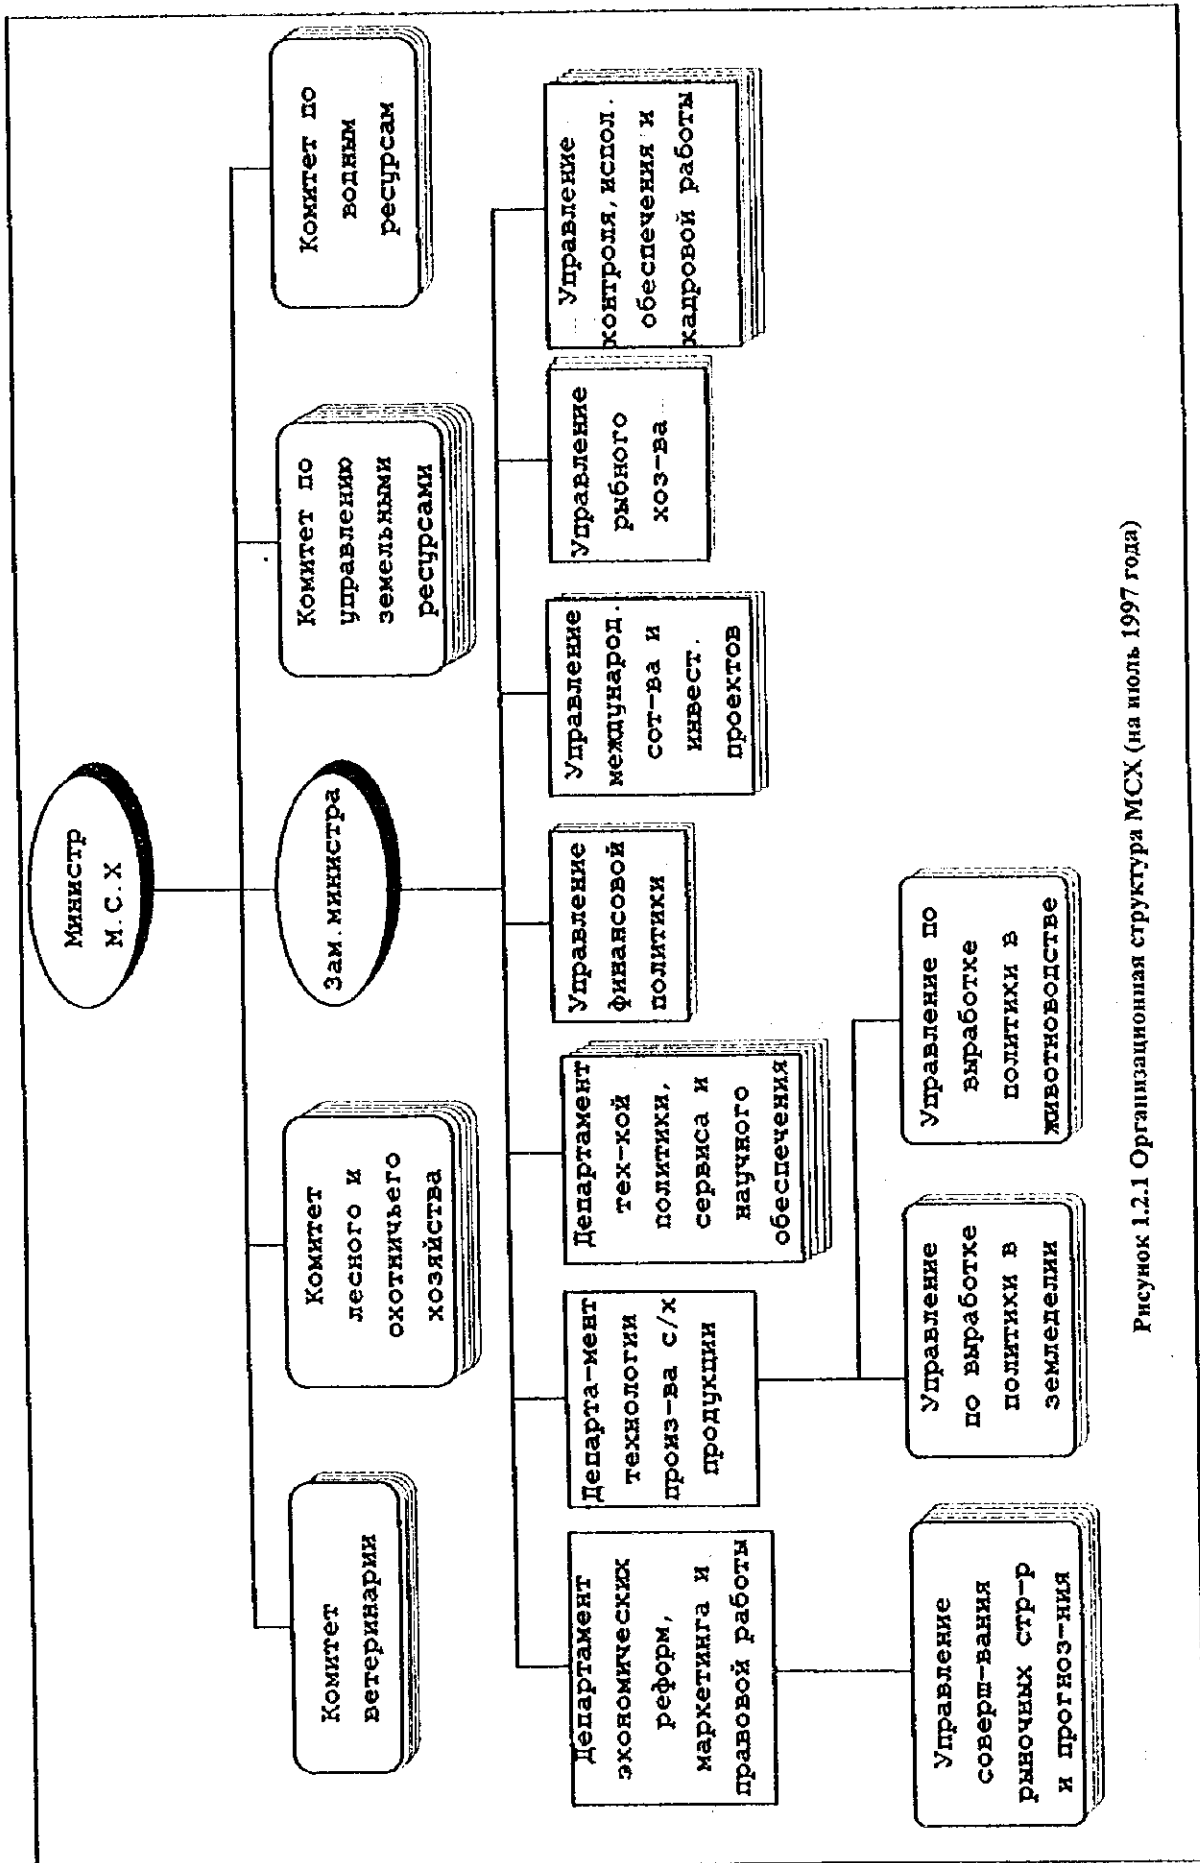 Министр
М.С.Х
Комитет
ветеринарии
Комитет
лесного и
охотничьего
хозяйства
Зам.министра
Комитет по
управлению
земельными
ресурсами
Комитет по
водным
ресурсам
Департамент
экономических
реформ,
маркетинга и
правовой работы
Департа-мент
технологии
произ-ва с/х
продукции
Департамент
тех-кой
политики,
сервиса и
научного
обеспечения
Управление
финансовой
политики
Управление
международ.
сот-ва и
инвест.
проектов
Управление
рыбного
хоз-ва
Управление
контроля,испол.
обеспечения и
кадровой работы
Управление
соверш-вания
рыночных стр-р
и прогноз-ния
Управление
по выработке
политики в
земледелии
Управление по
выработке
политики в
животноводстве
Рисунок 1.2.1 Организационная структура МСХ (на июль 1997 года)